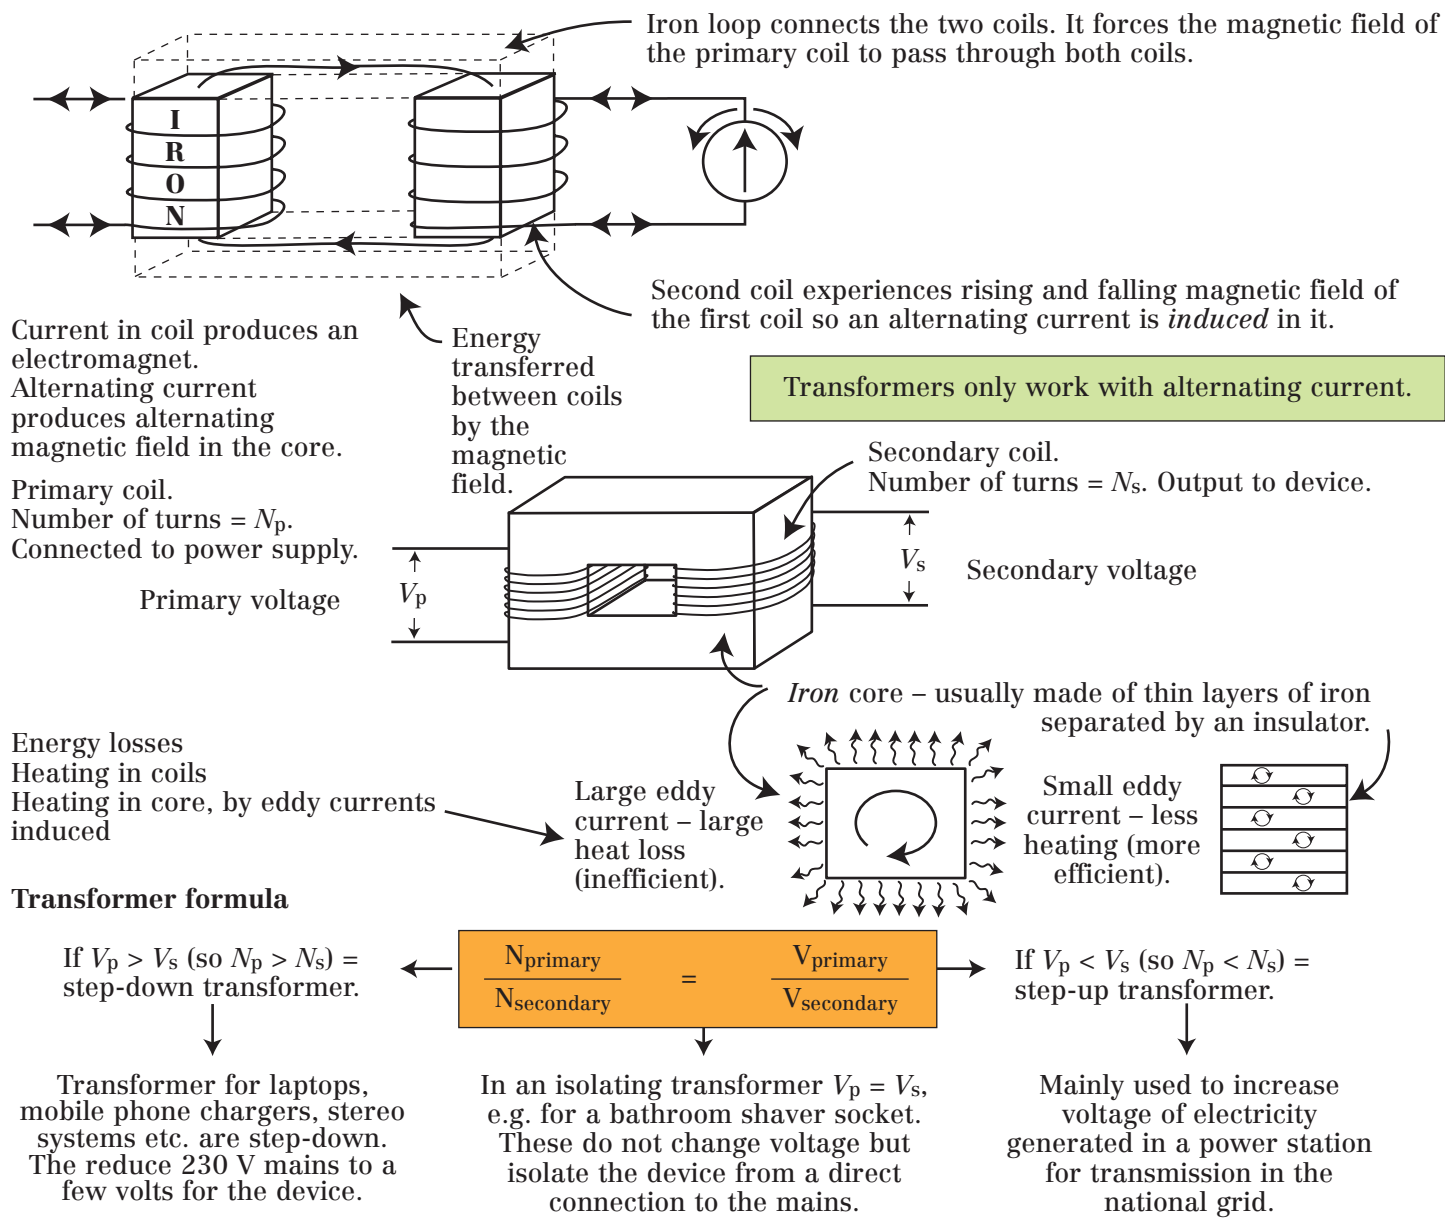 Iron loop connects the two coils. It forces the magnetic field of
the primary coil to pass through both coils.
I
R
O
N
Second coil experiences rising and falling magnetic field of
the first coil so an alternating current is induced in it.
Current in coil produces an
electromagnet.
Alternating current
produces alternating
magnetic field in the core.
Energy
transferred
between coils
by the
magnetic
field.
Transformers only work with alternating current.
Secondary coil.
Number of turns = Ns. Output to device.
Primary coil.
Number of turns = Np.
Connected to power supply.
Primary voltage
Vp
Vs
Secondary voltage
Iron core – usually made of thin layers of iron
separated by an insulator.
Energy losses
Heating in coils
Heating in core, by eddy currents
induced
Large eddy
current – large
heat loss
(inefficient).
Small eddy
current – less
heating (more
efficient).
Transformer formula
If Vp > Vs (so Np > Ns) =
step-down transformer.
Nprimary
Nsecondary
=
Vprimary
Vsecondary
If Vp < Vs (so Np < Ns) =
step-up transformer.
Transformer for laptops,
mobile phone chargers, stereo
systems etc. are step-down.
The reduce 230 V mains to a
few volts for the device.
In an isolating transformer Vp = Vs,
e.g. for a bathroom shaver socket.
These do not change voltage but
isolate the device from a direct
connection to the mains.
Mainly used to increase
voltage of electricity
generated in a power station
for transmission in the
national grid.